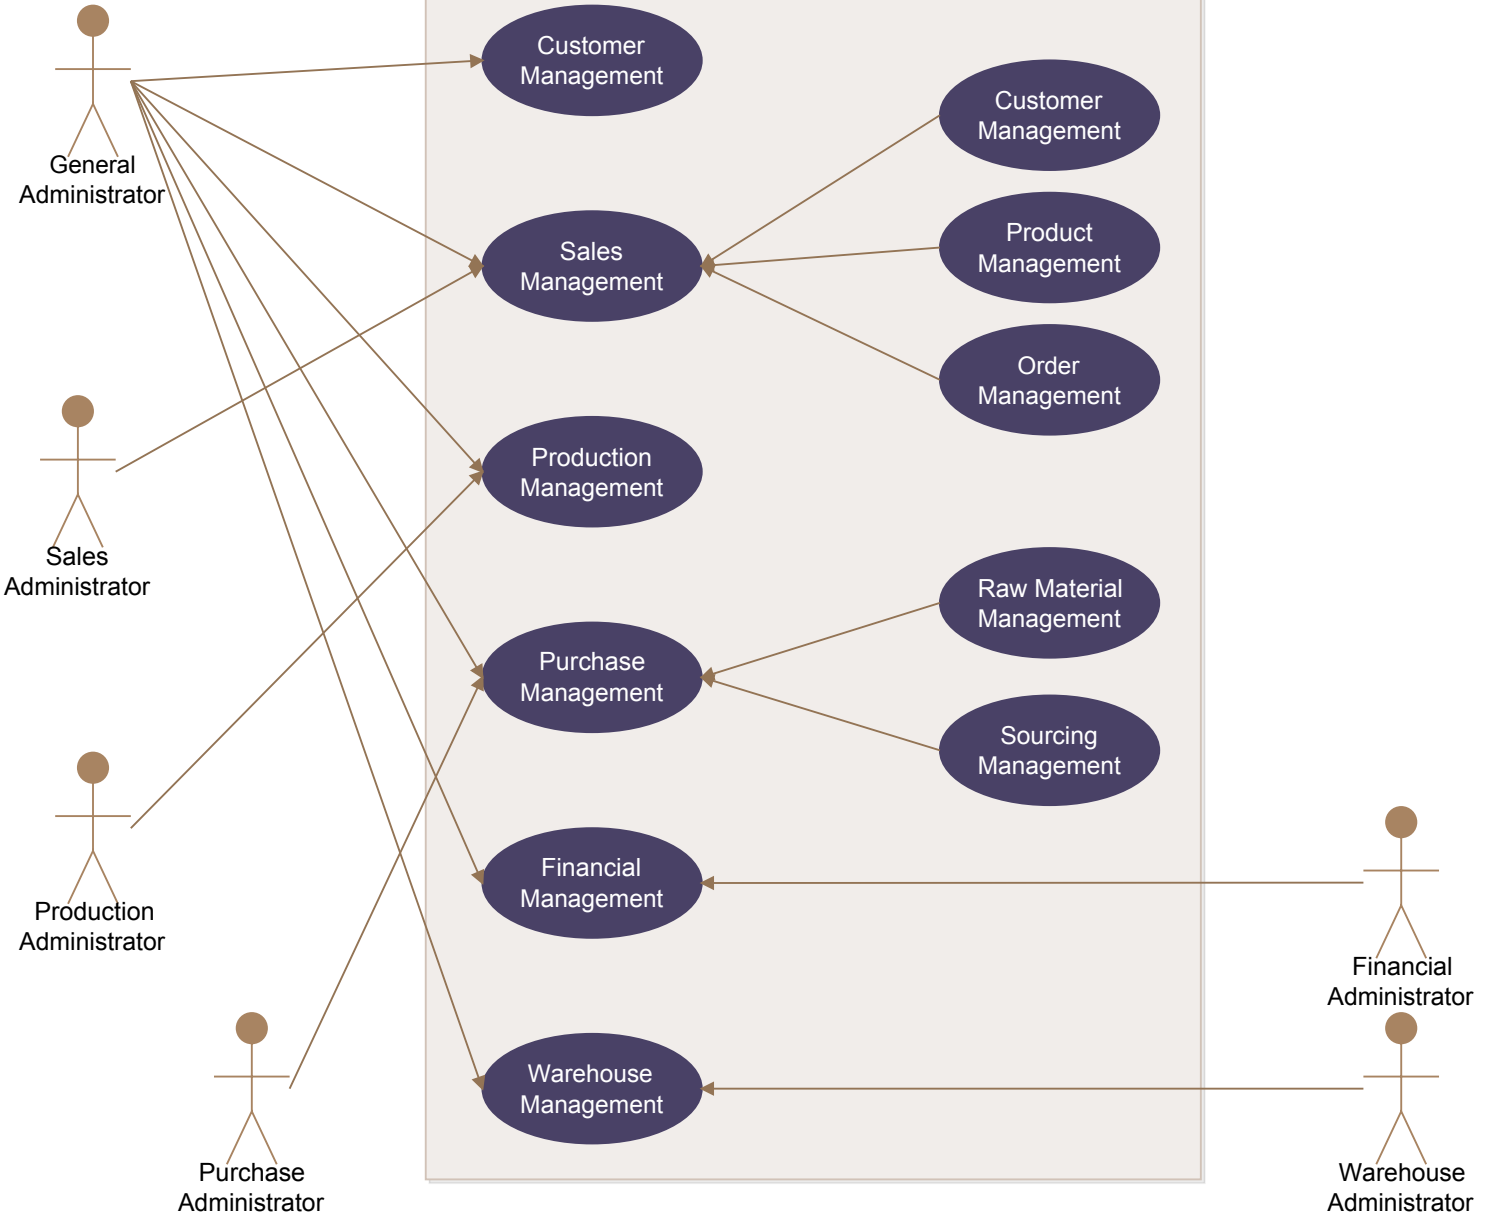 General
Administrator
Sales
Administrator
Production
Administrator
Purchase
Administrator
Customer
Management
Sales
Management
Production
Management
Purchase
Management
Financial
Management
Warehouse
Management
Customer
Management
Product
Management
Order
Management
Raw Material
Management
Sourcing
Management
Financial
Administrator
Warehouse
Administrator